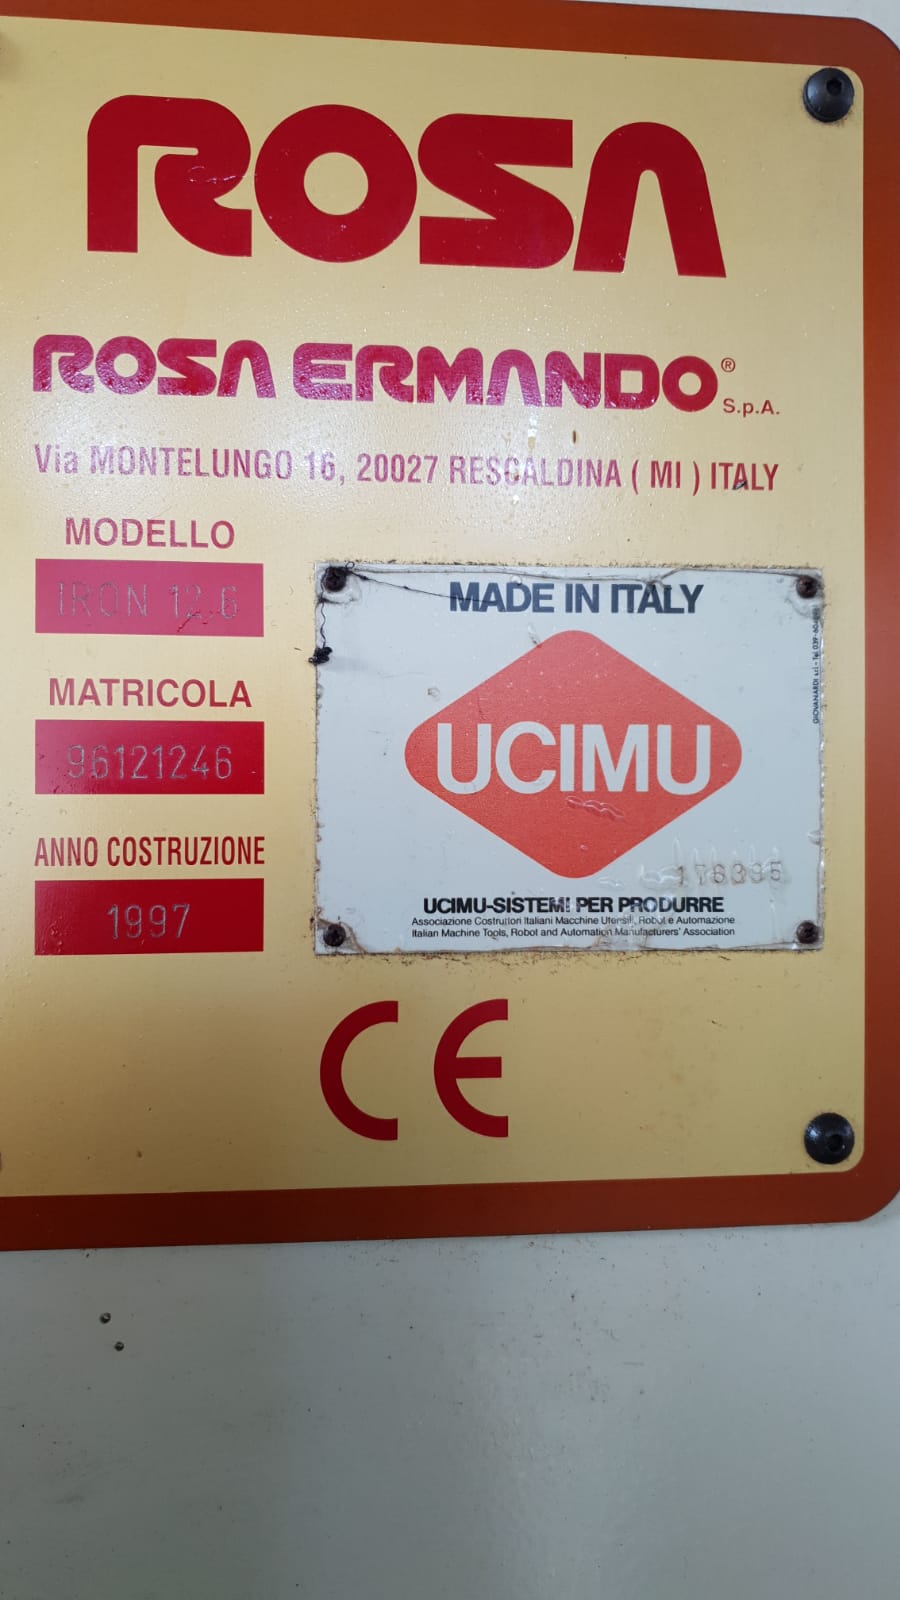 ROSA
ROSA ERMANDO® S.p.A.
Via MONTELUNGO 16, 20027 RESCALDINA ( MI ) ITALY
MODELLO
IRON 12.6
MATRICOLA
96121246
ANNO COSTRUZIONE
1997
MADE IN ITALY
UCIMU
UCIMU-SISTEMI PER PRODURRE
Associazione Costruttori Italiani Macchine Utensili, Robot e Automazione
Italian Machine Tools, Robot and Automation Manufacturers' Association
GIOVANARDI s.r.l. - Tel.
CE